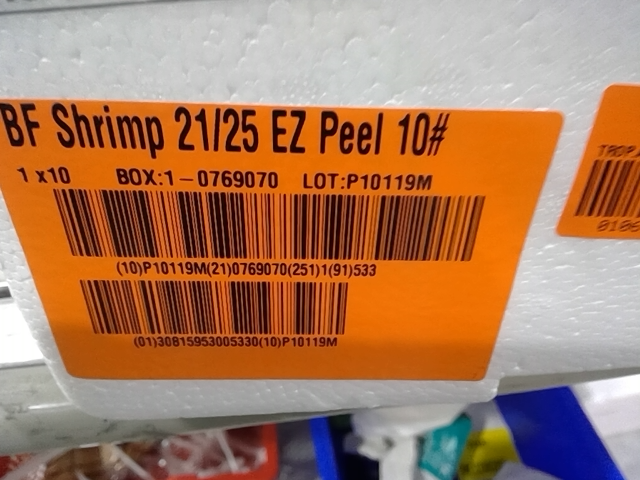 BF Shrimp 21/25 EZ Peel 10#
1 x10 BOX:1-0769070 LOT:P10119M
(10)P10119M(21)0769070(251)1(91)533
(01)30815953005330(10)P10119M